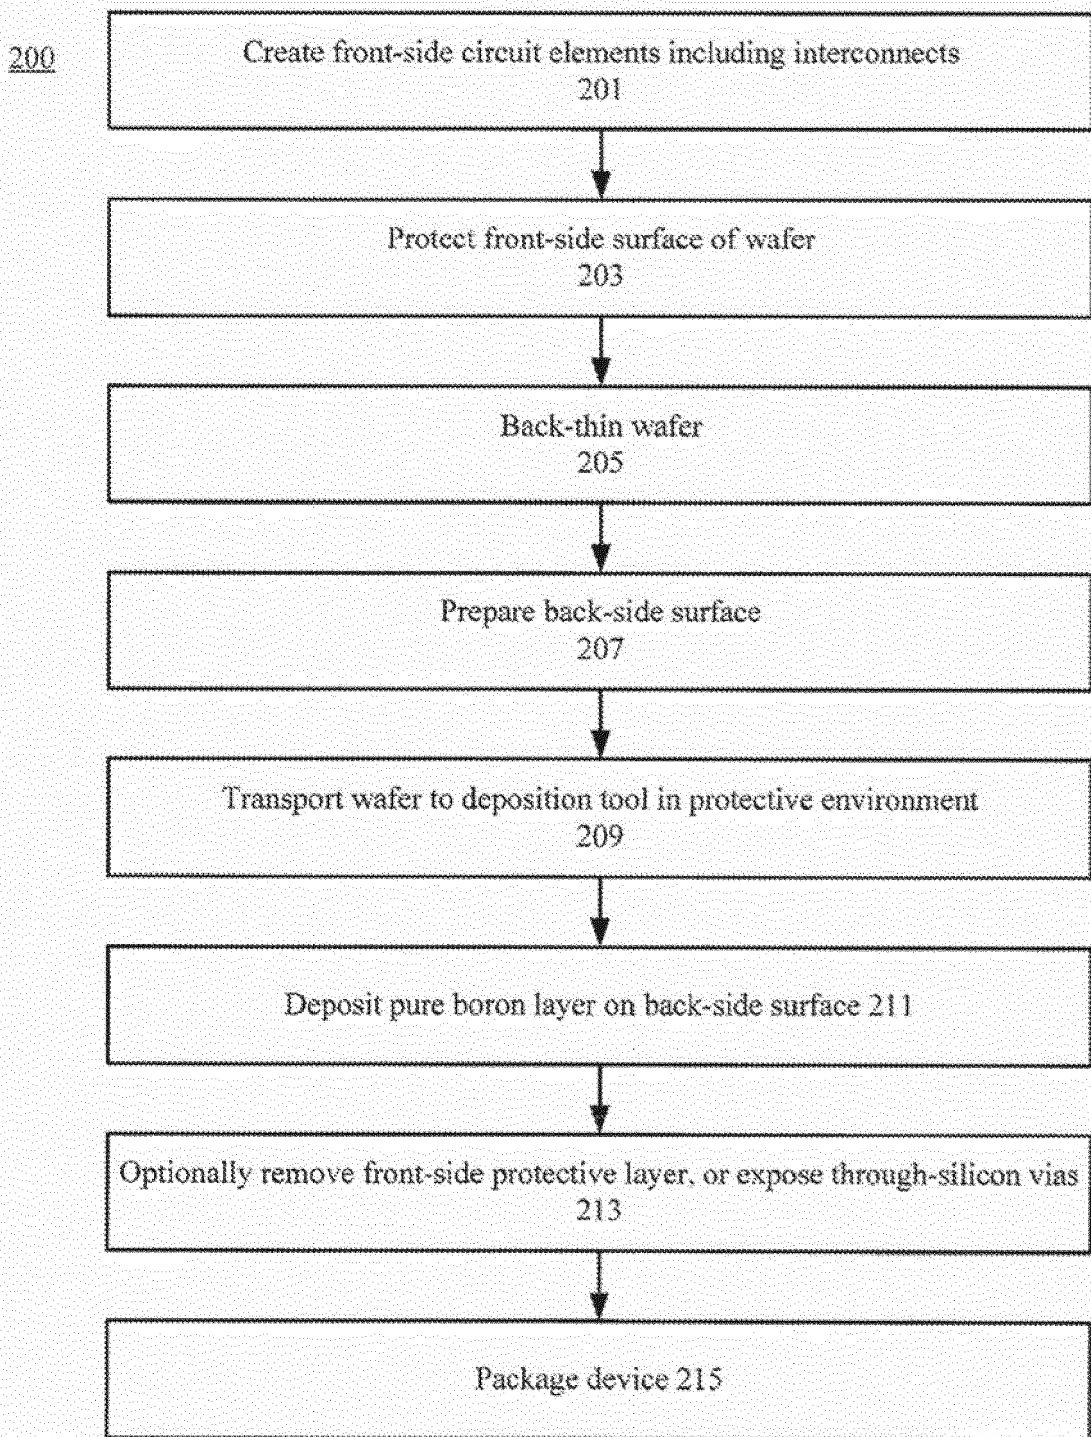 200
Create front-side circuit elements including interconnects
201
Protect front-side surface of wafer
203
Back-thin wafer
205
Prepare back-side surface
207
Transport wafer to deposition tool in protective environment
209
Deposit pure boron layer on back-side surface 211
Optionally remove front-side protective layer, or expose through-silicon vias
213
Package device 215